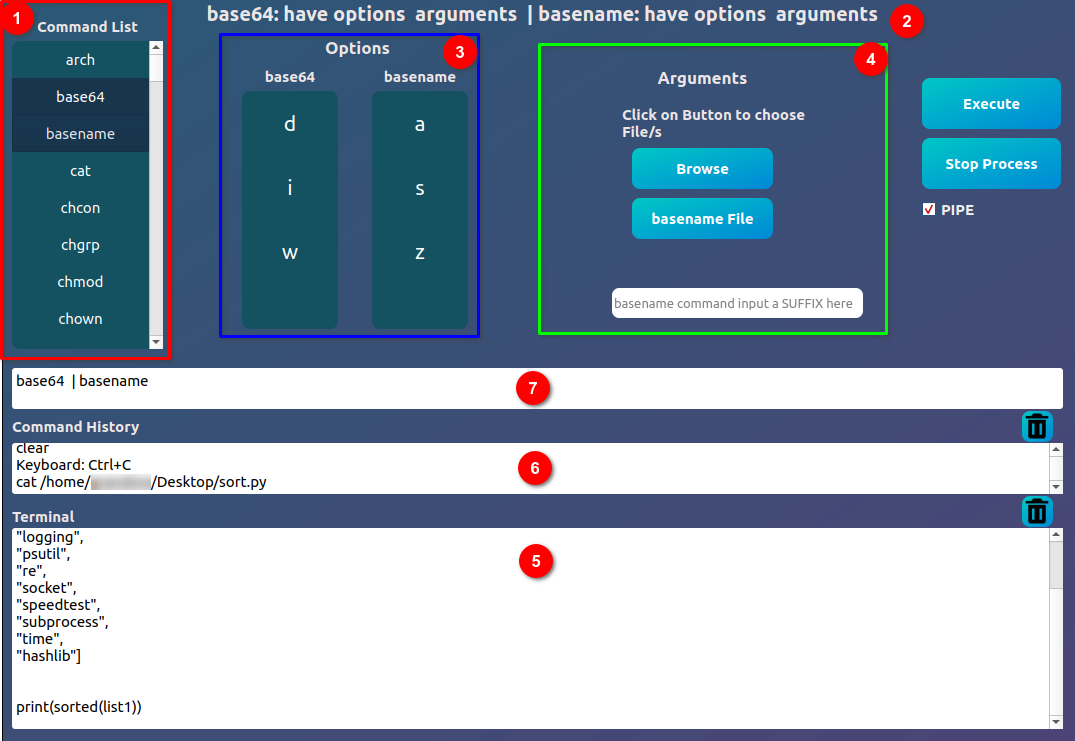 1
Command List
arch
base64
basename
cat
chcon
chgrp
chmod
chown
base64: have options arguments | basename: have options arguments
2
Options
3
base64 basename
d a
i s
w z
4
Arguments
Click on Button to choose
File/s
Browse
basename File
basename command input a SUFFIX here
Execute
Stop Process
PIPE
base64 | basename
7
Command History
clear
Keyboard: Ctrl+C
cat /home/ /Desktop/sort.py
6
Terminal
"logging",
"psutil",
"re",
"socket",
"speedtest",
"subprocess",
"time",
"hashlib"]
print(sorted(list1))
5